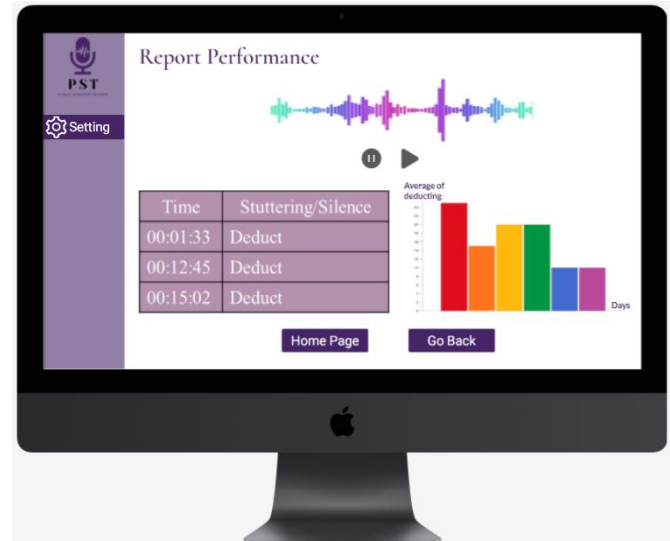 PST
Setting
Report Performance
Time Stuttering/Silence
00:01:33 Deduct
00:12:45 Deduct
00:15:02 Deduct
Average of
deducting
Days
Home Page
Go Back